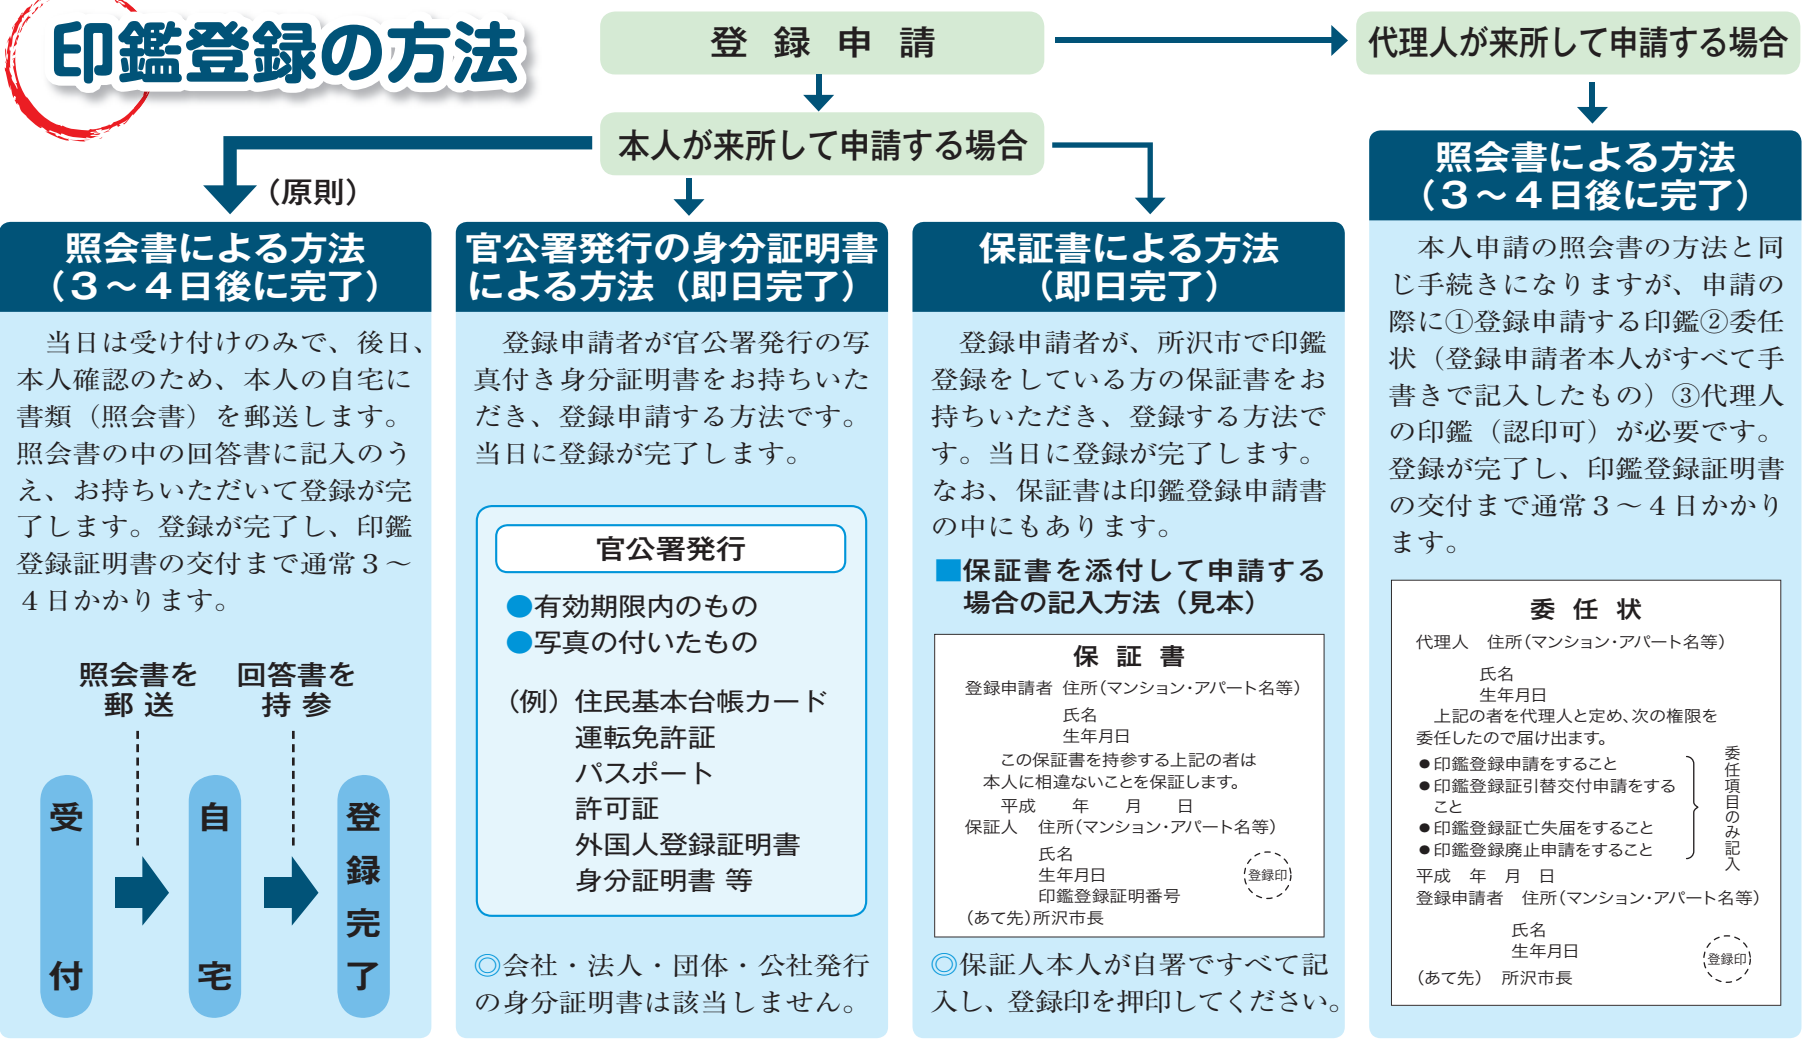 印鑑登録の方法
登録申請
代理人が来所して申請する場合
本人が来所して申請する場合
（原則）
照会書による方法
（３～４日後に完了）
当日は受け付けのみで、後日、
本人確認のため、本人の自宅に
書類（照会書）を郵送します。
照会書の中の回答書に記入のう
え、お持ちいただいて登録が完
了します。登録が完了し、印鑑
登録証明書の交付まで通常３～
４日かかります。
照会書を
郵送
回答書を
持参
受付
自宅
登録完了
官公署発行の身分証明書
による方法（即日完了）
登録申請者が官公署発行の写
真付き身分証明書をお持ちいた
だき、登録申請する方法です。
当日に登録が完了します。
官公署発行
●有効期限内のもの
●写真の付いたもの
（例）住民基本台帳カード
運転免許証
パスポート
許可証
外国人登録証明書
身分証明書 等
◎会社・法人・団体・公社発行
の身分証明書は該当しません。
保証書による方法
（即日完了）
登録申請者が、所沢市で印鑑
登録をしている方の保証書をお
持ちいただき、登録する方法で
す。当日に登録が完了します。
なお、保証書は印鑑登録申請書
の中にもあります。
■保証書を添付して申請する
場合の記入方法（見本）
保証書
登録申請者 住所（マンション・アパート名等）
氏名
生年月日
この保証書を持参する上記の者は
本人に相違ないことを保証します。
平成　年　月　日
保証人 住所（マンション・アパート名等）
氏名
生年月日
印鑑登録証明番号
登録印
（あて先）所沢市長
◎保証人本人が自署ですべて記
入し、登録印を押印してください。
照会書による方法
（３～４日後に完了）
本人申請の照会書の方法と同
じ手続きになりますが、申請の
際に①登録申請する印鑑②委任
状（登録申請者本人がすべて手
書きで記入したもの）③代理人
の印鑑（認印可）が必要です。
登録が完了し、印鑑登録証明書
の交付まで通常３～４日かかり
ます。
委任状
代理人 住所（マンション・アパート名等）
氏名
生年月日
上記の者を代理人と定め、次の権限を
委任したので届け出ます。
●印鑑登録申請をすること
●印鑑登録証引替交付申請をする
こと
●印鑑登録証亡失届をすること
●印鑑登録廃止申請をすること
委任項目のみ記入
平成　年　月　日
登録申請者 住所（マンション・アパート名等）
氏名
生年月日
登録印
（あて先） 所沢市長